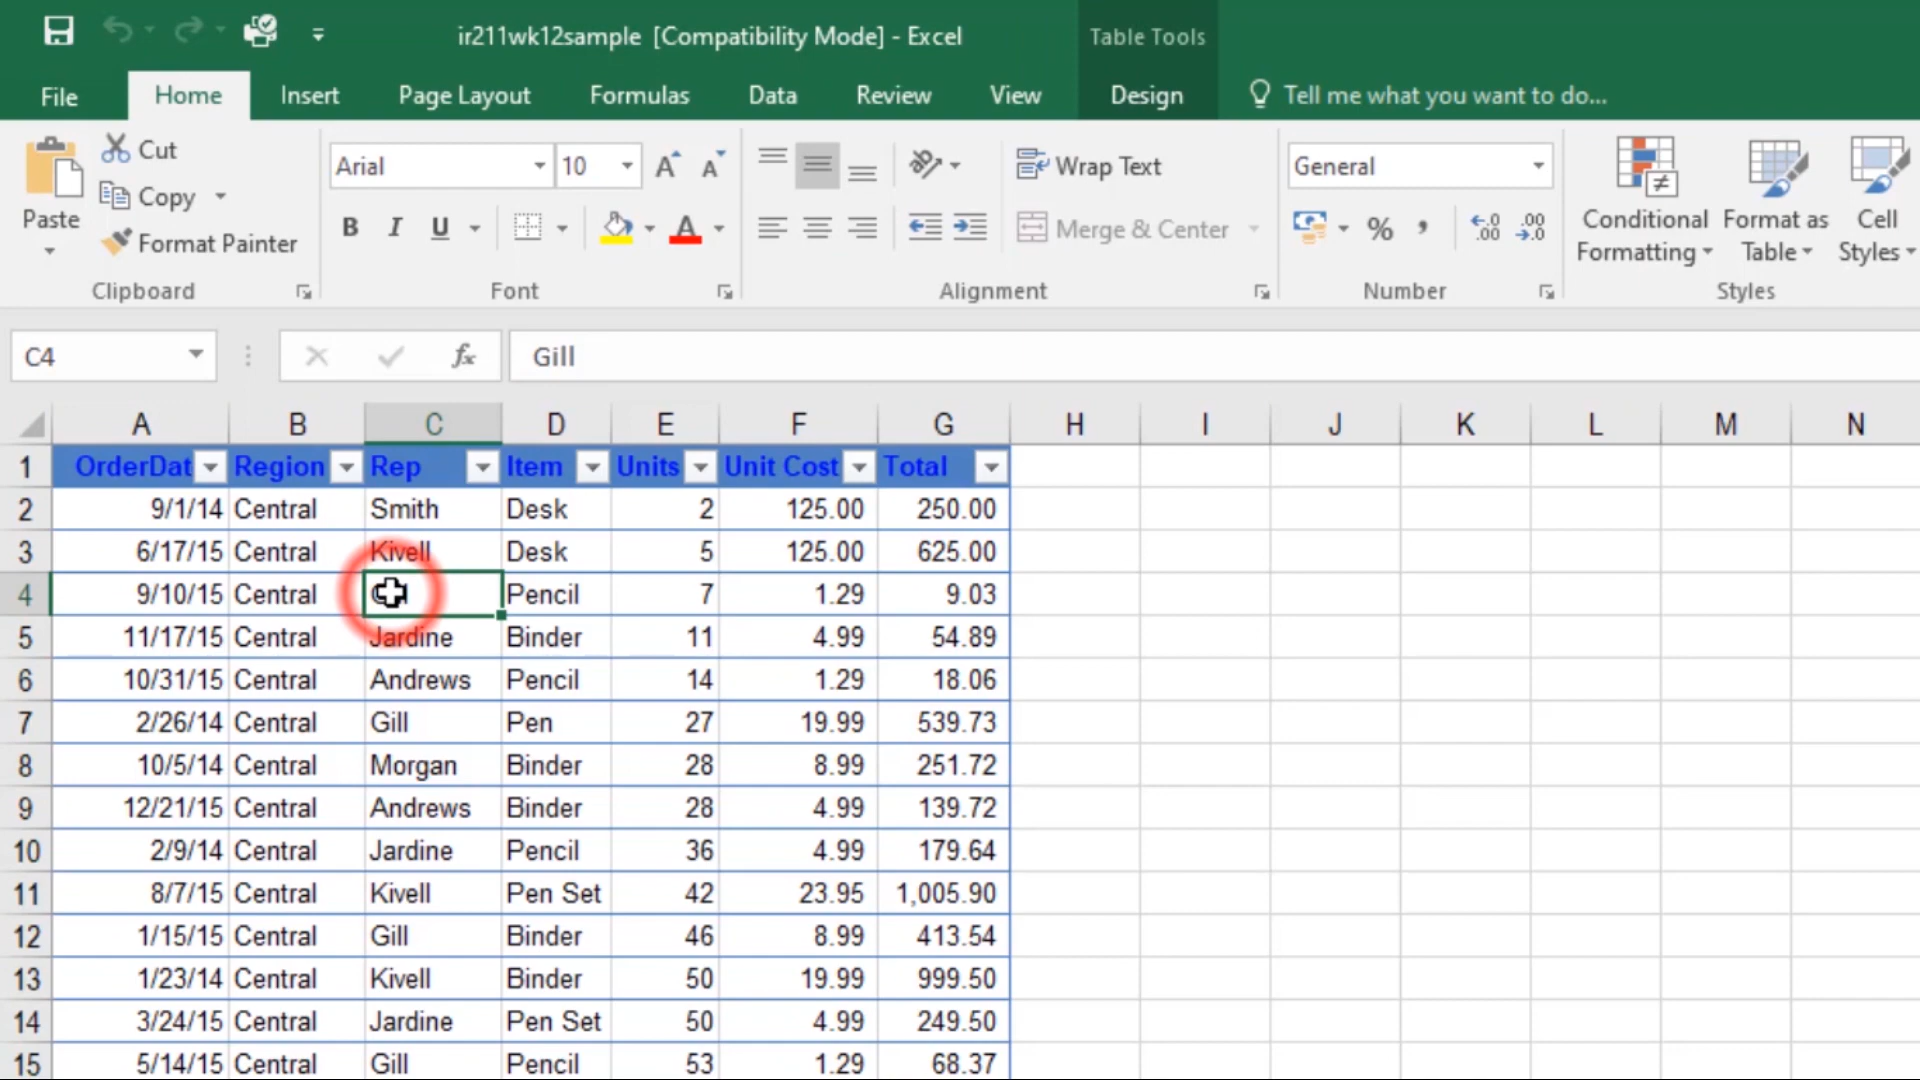 ir211wk12sample [Compatibility Mode] - Excel
Table Tools
File Home Insert Page Layout Formulas Data Review View Design Tell me what you want to do...
Paste
Cut
Copy
Format Painter
Clipboard
Arial 10
B I U
Font
Wrap Text
Merge & Center
Alignment
General
% ,
Number
Conditional Formatting
Format as Table
Cell Styles
Styles
C4 fx Gill
A B C D E F G H I J K L M N
1 OrderDat Region Rep Item Units Unit Cost Total
2 9/1/14 Central Smith Desk 2 125.00 250.00
3 6/17/15 Central Kivell Desk 5 125.00 625.00
4 9/10/15 Central Pencil 7 1.29 9.03
5 11/17/15 Central Jardine Binder 11 4.99 54.89
6 10/31/15 Central Andrews Pencil 14 1.29 18.06
7 2/26/14 Central Gill Pen 27 19.99 539.73
8 10/5/14 Central Morgan Binder 28 8.99 251.72
9 12/21/15 Central Andrews Binder 28 4.99 139.72
10 2/9/14 Central Jardine Pencil 36 4.99 179.64
11 8/7/15 Central Kivell Pen Set 42 23.95 1,005.90
12 1/15/15 Central Gill Binder 46 8.99 413.54
13 1/23/14 Central Kivell Binder 50 19.99 999.50
14 3/24/15 Central Jardine Pen Set 50 4.99 249.50
15 5/14/15 Central Gill Pencil 53 1.29 68.37